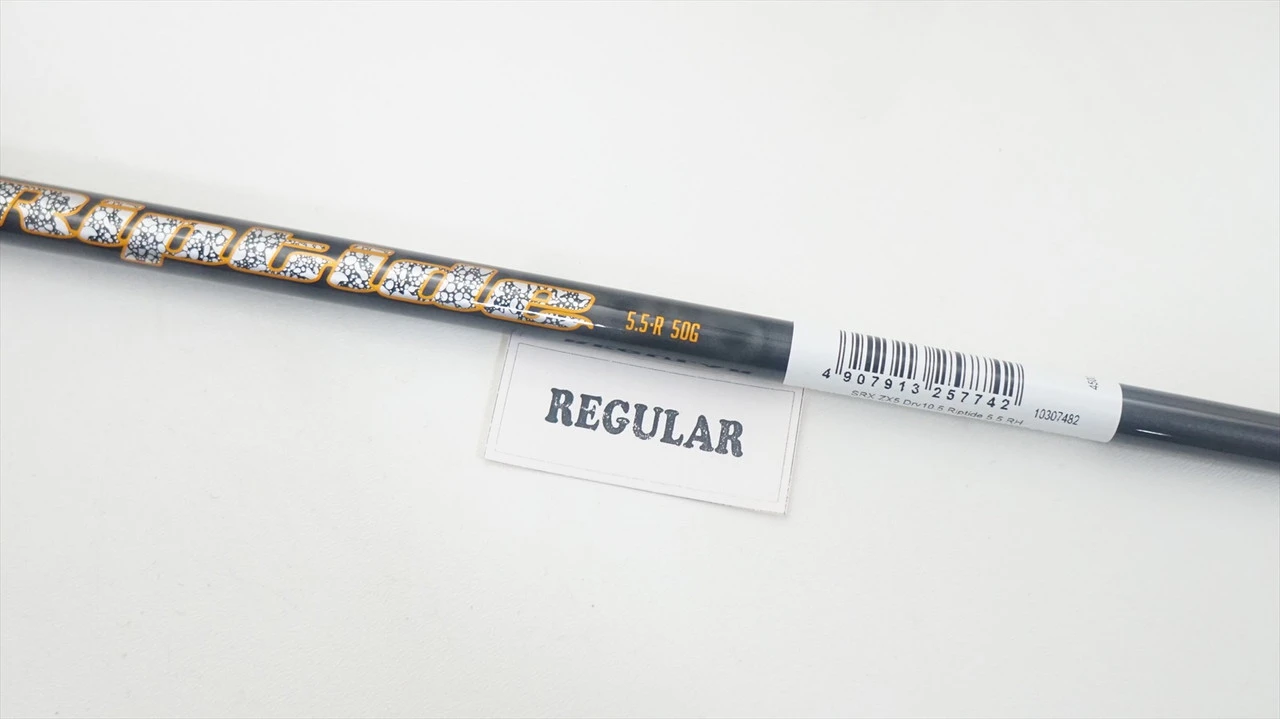 Riptide
5.5-R 50G
4 907913 257742
SRX ZX5 Drv10.5 Riptide 5.5 RH
10307482
REGULAR